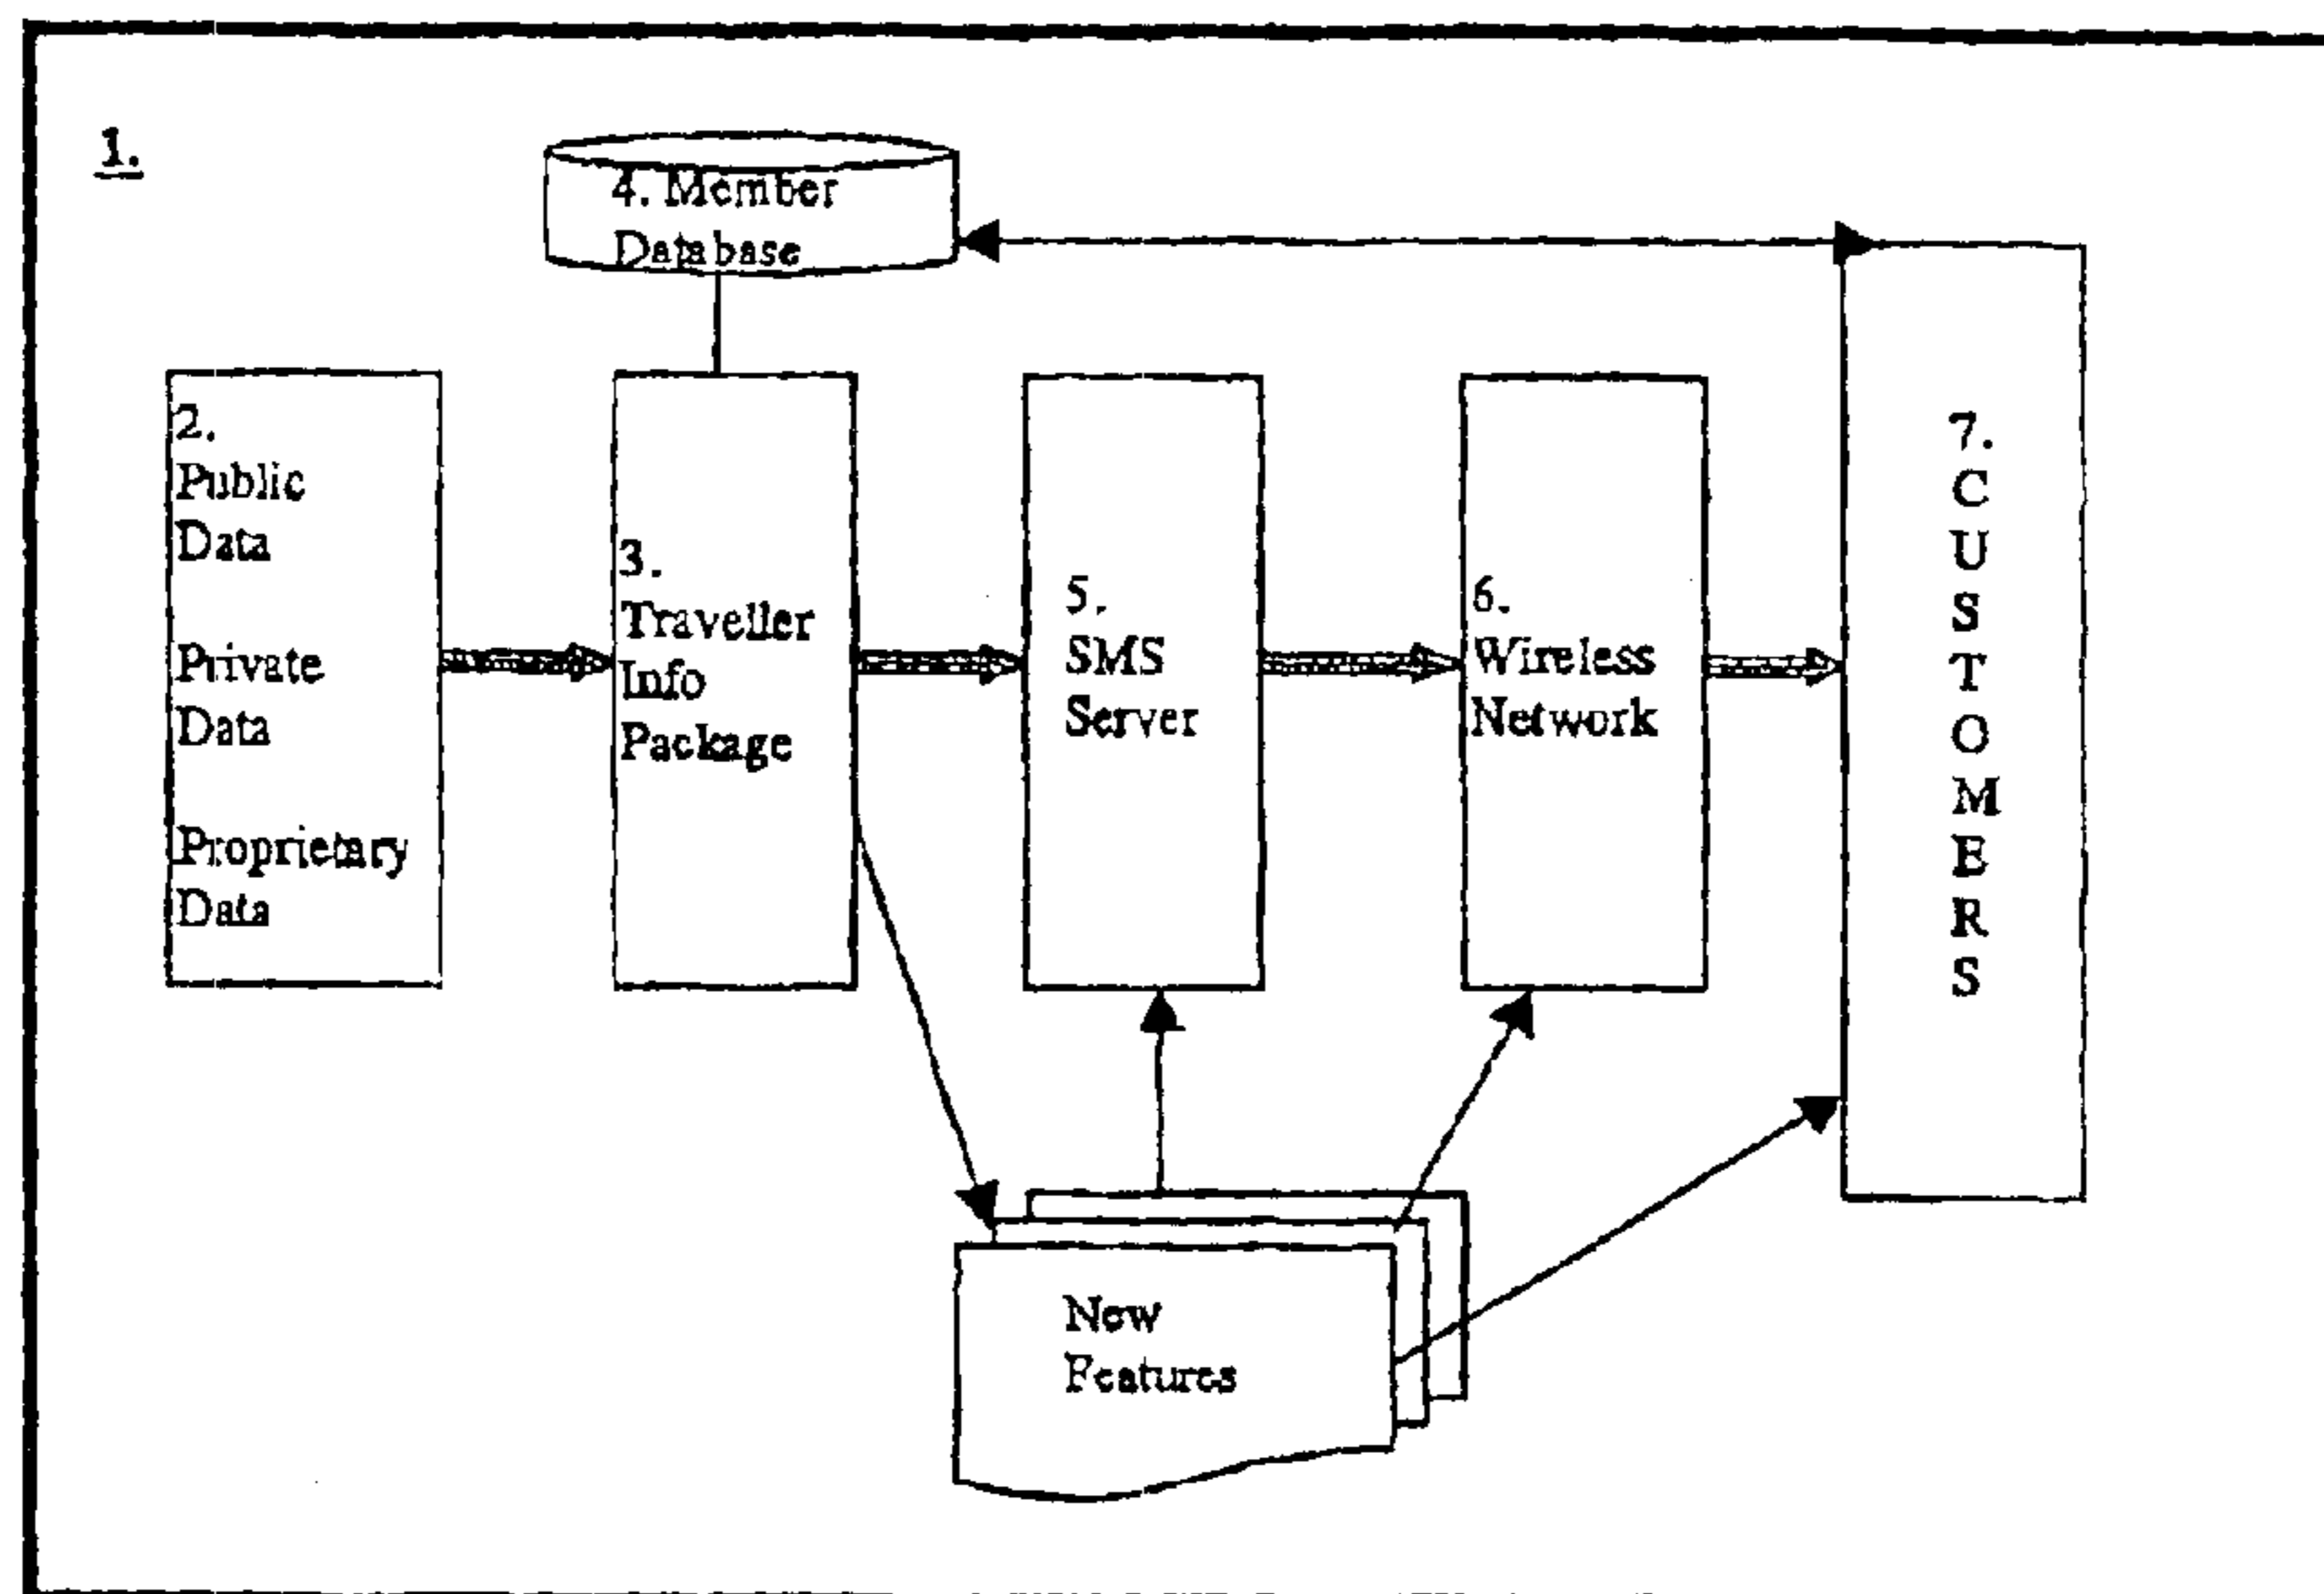 1.
4. Member
Database
2.
Public
Data
Private
Data
Proprietary
Data
3.
Traveller
Info
Package
5.
SMS
Server
6.
Wireless
Network
7.
C
U
S
T
O
M
E
R
S
New
Features